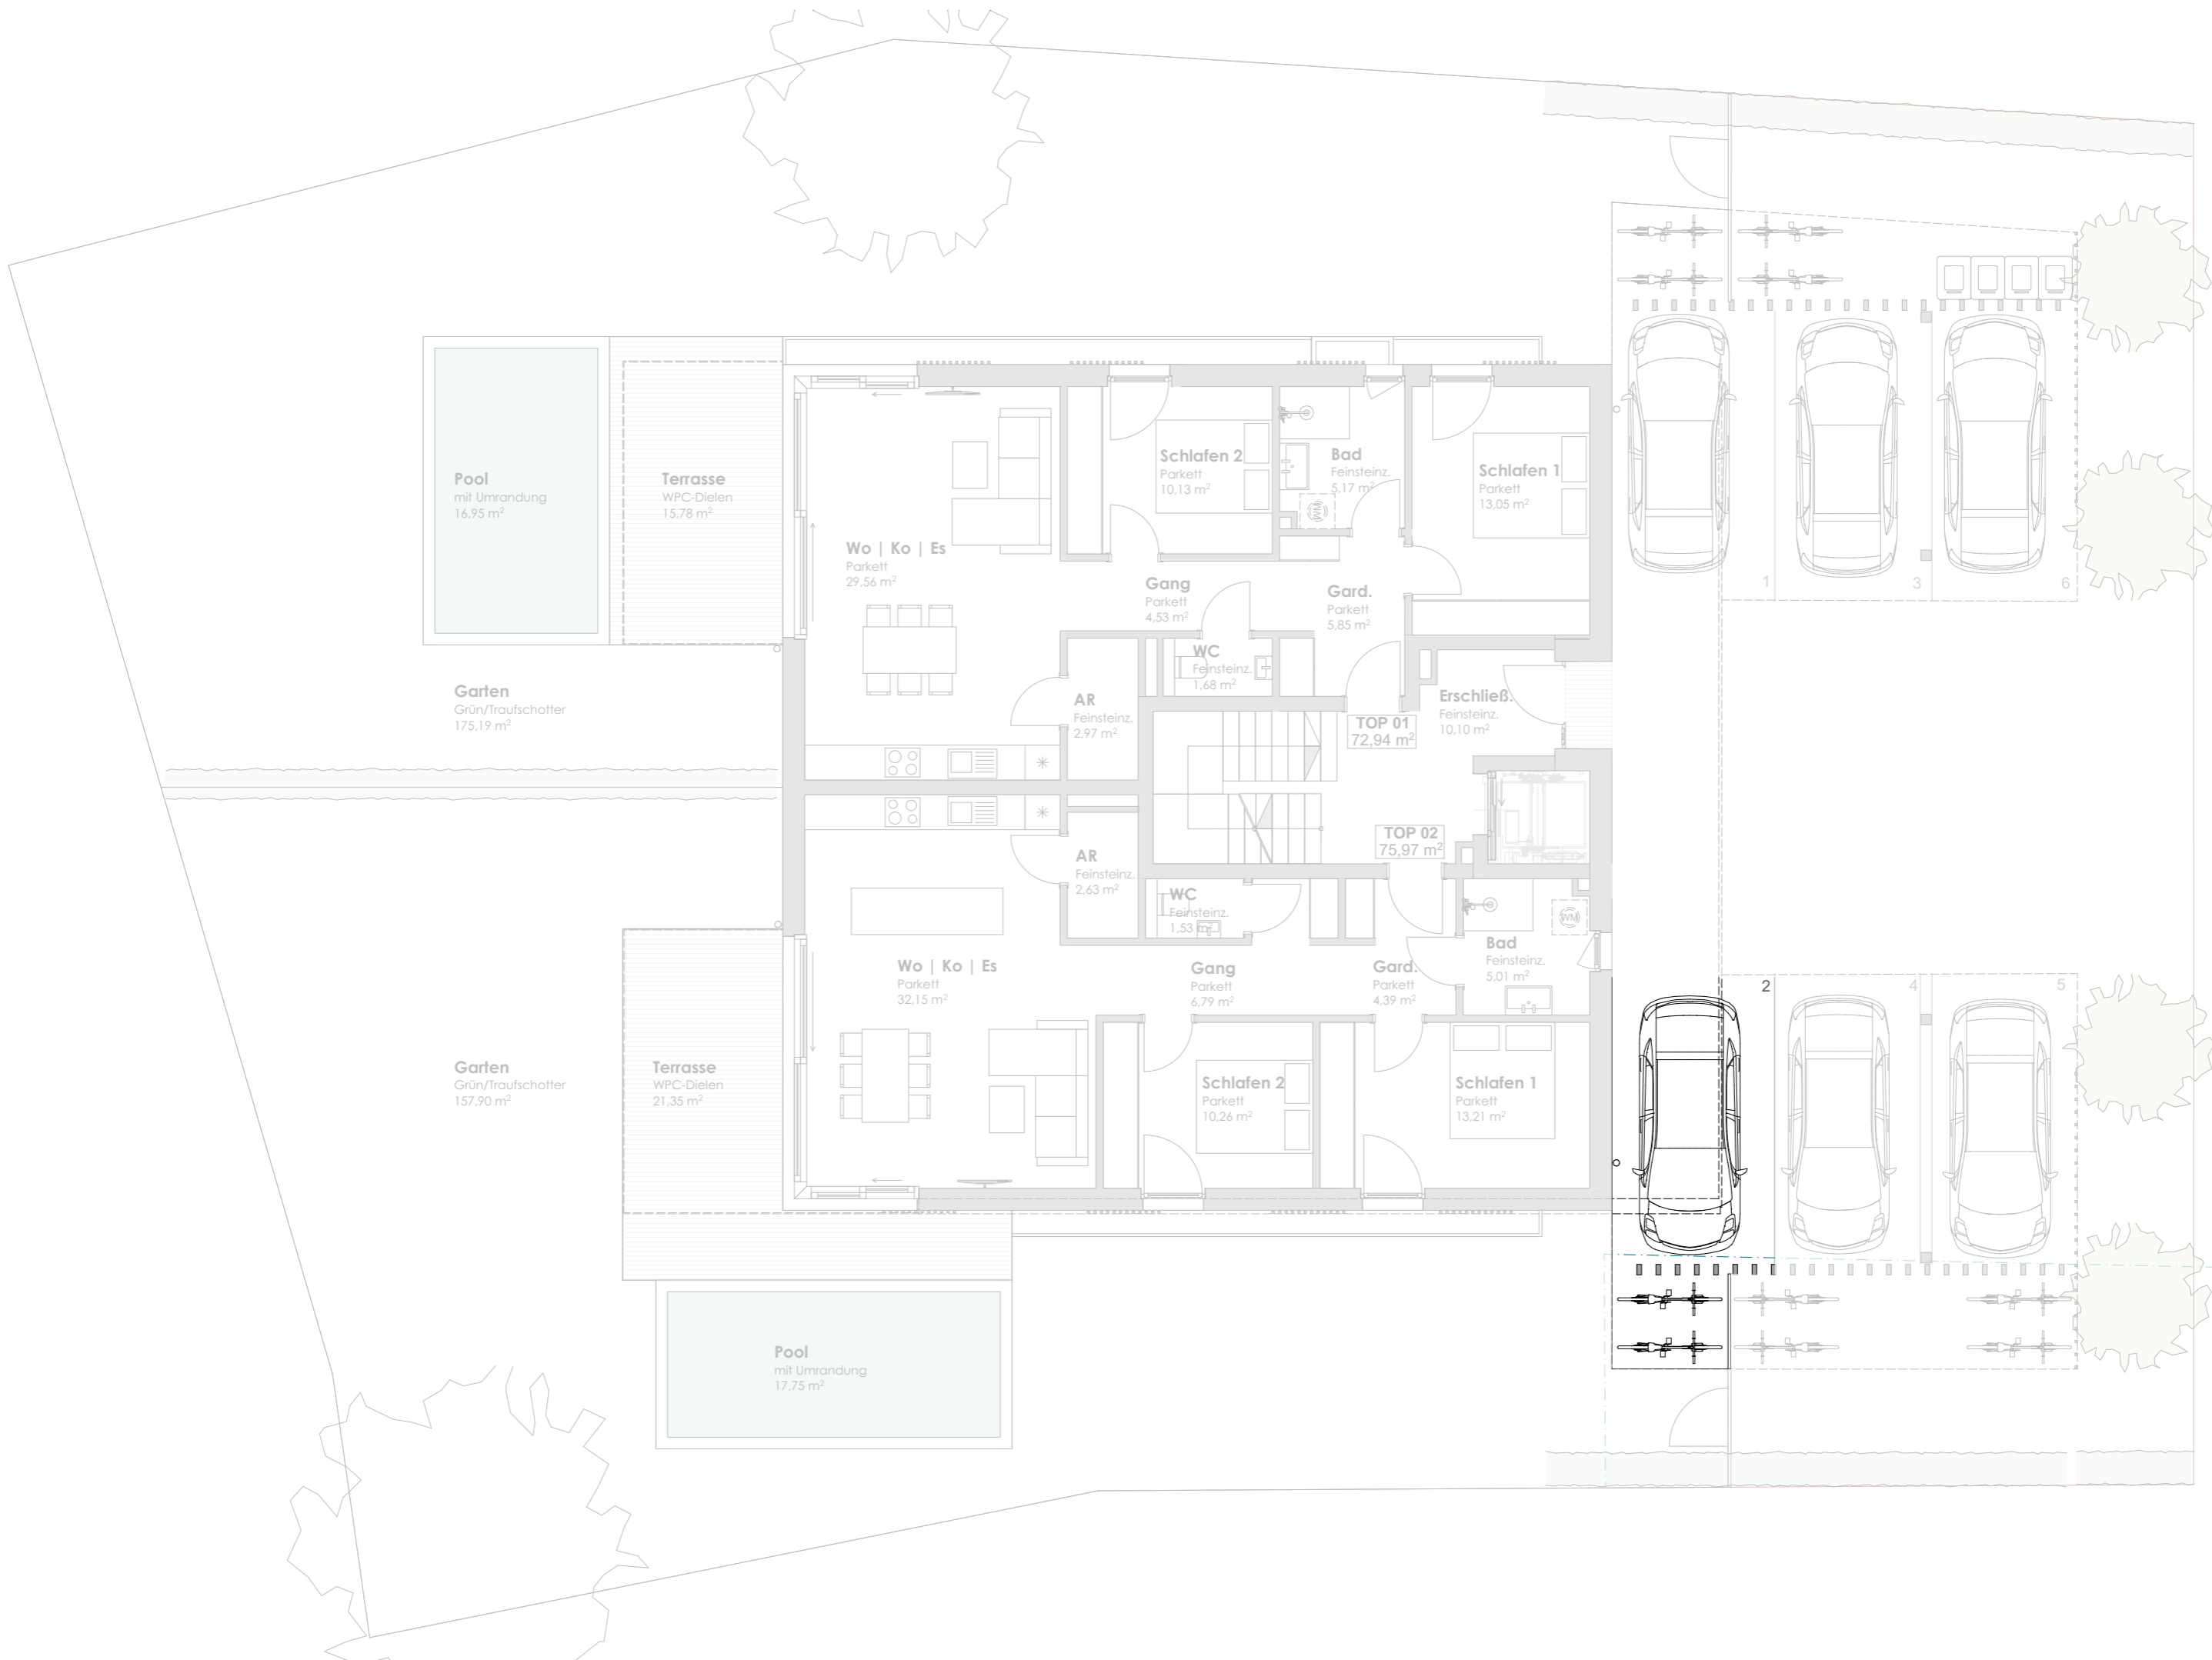 Pool
mit Umrandung
16,95 m²
Terrasse
WPC-Dielen
15,78 m²
Wo | Ko | Es
Parkett
29,56 m²
Schlafen 2
Parkett
10,13 m²
Bad
Feinsteinz.
5,17 m²
WM
Schlafen 1
Parkett
13,05 m²
Gang
Parkett
4,53 m²
Gard.
Parkett
5,85 m²
1
3
6
WC
Feinsteinz.
1,68 m²
AR
Feinsteinz.
2,97 m²
Erschließ.
Feinsteinz.
10,10 m²
TOP 01
72,94 m²
Garten
Grün/Traufschotter
175,19 m²
TOP 02
75,97 m²
AR
Feinsteinz.
2,63 m²
WC
Feinsteinz.
1,53 m²
WM
Bad
Feinsteinz.
5,01 m²
Wo | Ko | Es
Parkett
32,15 m²
Gang
Parkett
6,79 m²
Gard.
Parkett
4,39 m²
2
4
5
Garten
Grün/Traufschotter
157,90 m²
Terrasse
WPC-Dielen
21,35 m²
Schlafen 2
Parkett
10,26 m²
Schlafen 1
Parkett
13,21 m²
Pool
mit Umrandung
17,75 m²